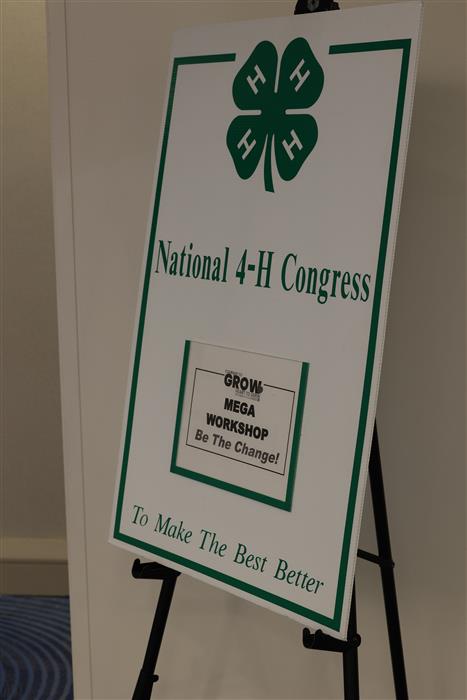 H H
H H
National 4-H Congress
GROW
MEGA
WORKSHOP
Be The Change!
To Make The Best Better